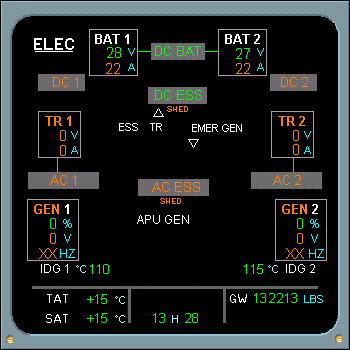 ELEC BAT 1 BAT 2
28 V DC BAT 27 V
22 A 22 A
DC 1 DC ESS DC 2
SHED
TR 1 ESS TR EMER GEN TR 2
0 V 0 V
0 A 0 A
AC 1 AC ESS AC 2
SHED
GEN 1 APU GEN GEN 2
0 % 0 %
0 V 0 V
XX HZ XX HZ
IDG 1 °C 110 115 °C IDG 2
TAT +15 °C GW 132213 LBS
SAT +15 °C 13 H 28